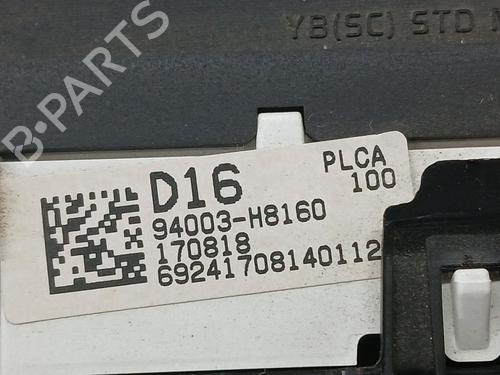 YB(SC) STD
B-PARTS
D16
PLCA
100
94003-H8160
170818
69241708140112